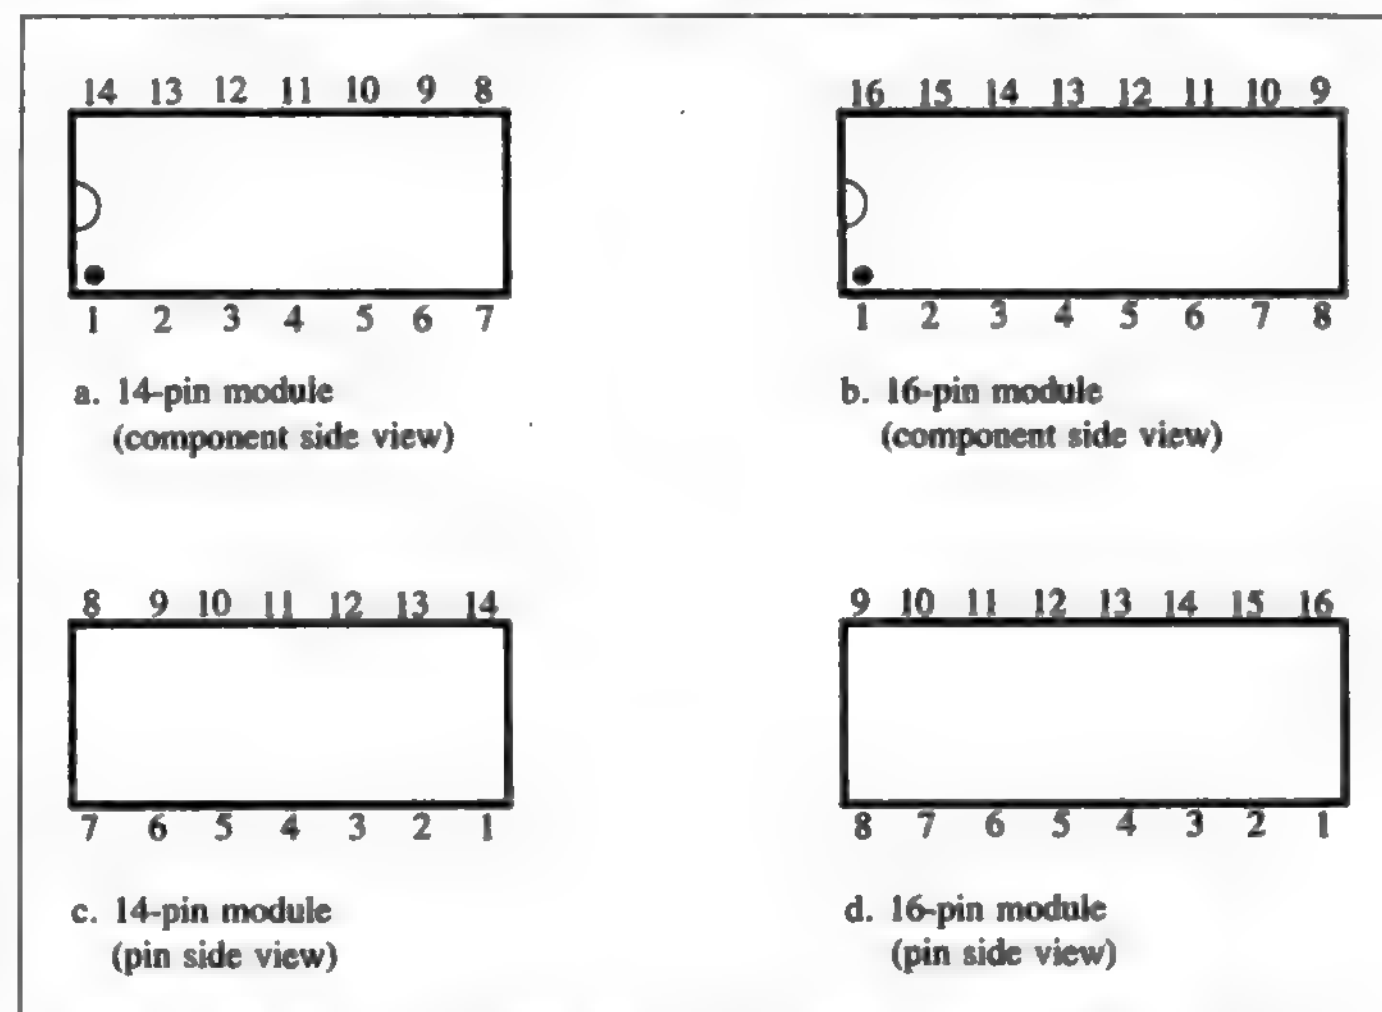 14 13 12 11 10 9 8
1 2 3 4 5 6 7
a. 14-pin module
(component side view)
16 15 14 13 12 11 10 9
1 2 3 4 5 6 7 8
b. 16-pin module
(component side view)
8 9 10 11 12 13 14
7 6 5 4 3 2 1
c. 14-pin module
(pin side view)
9 10 11 12 13 14 15 16
8 7 6 5 4 3 2 1
d. 16-pin module
(pin side view)